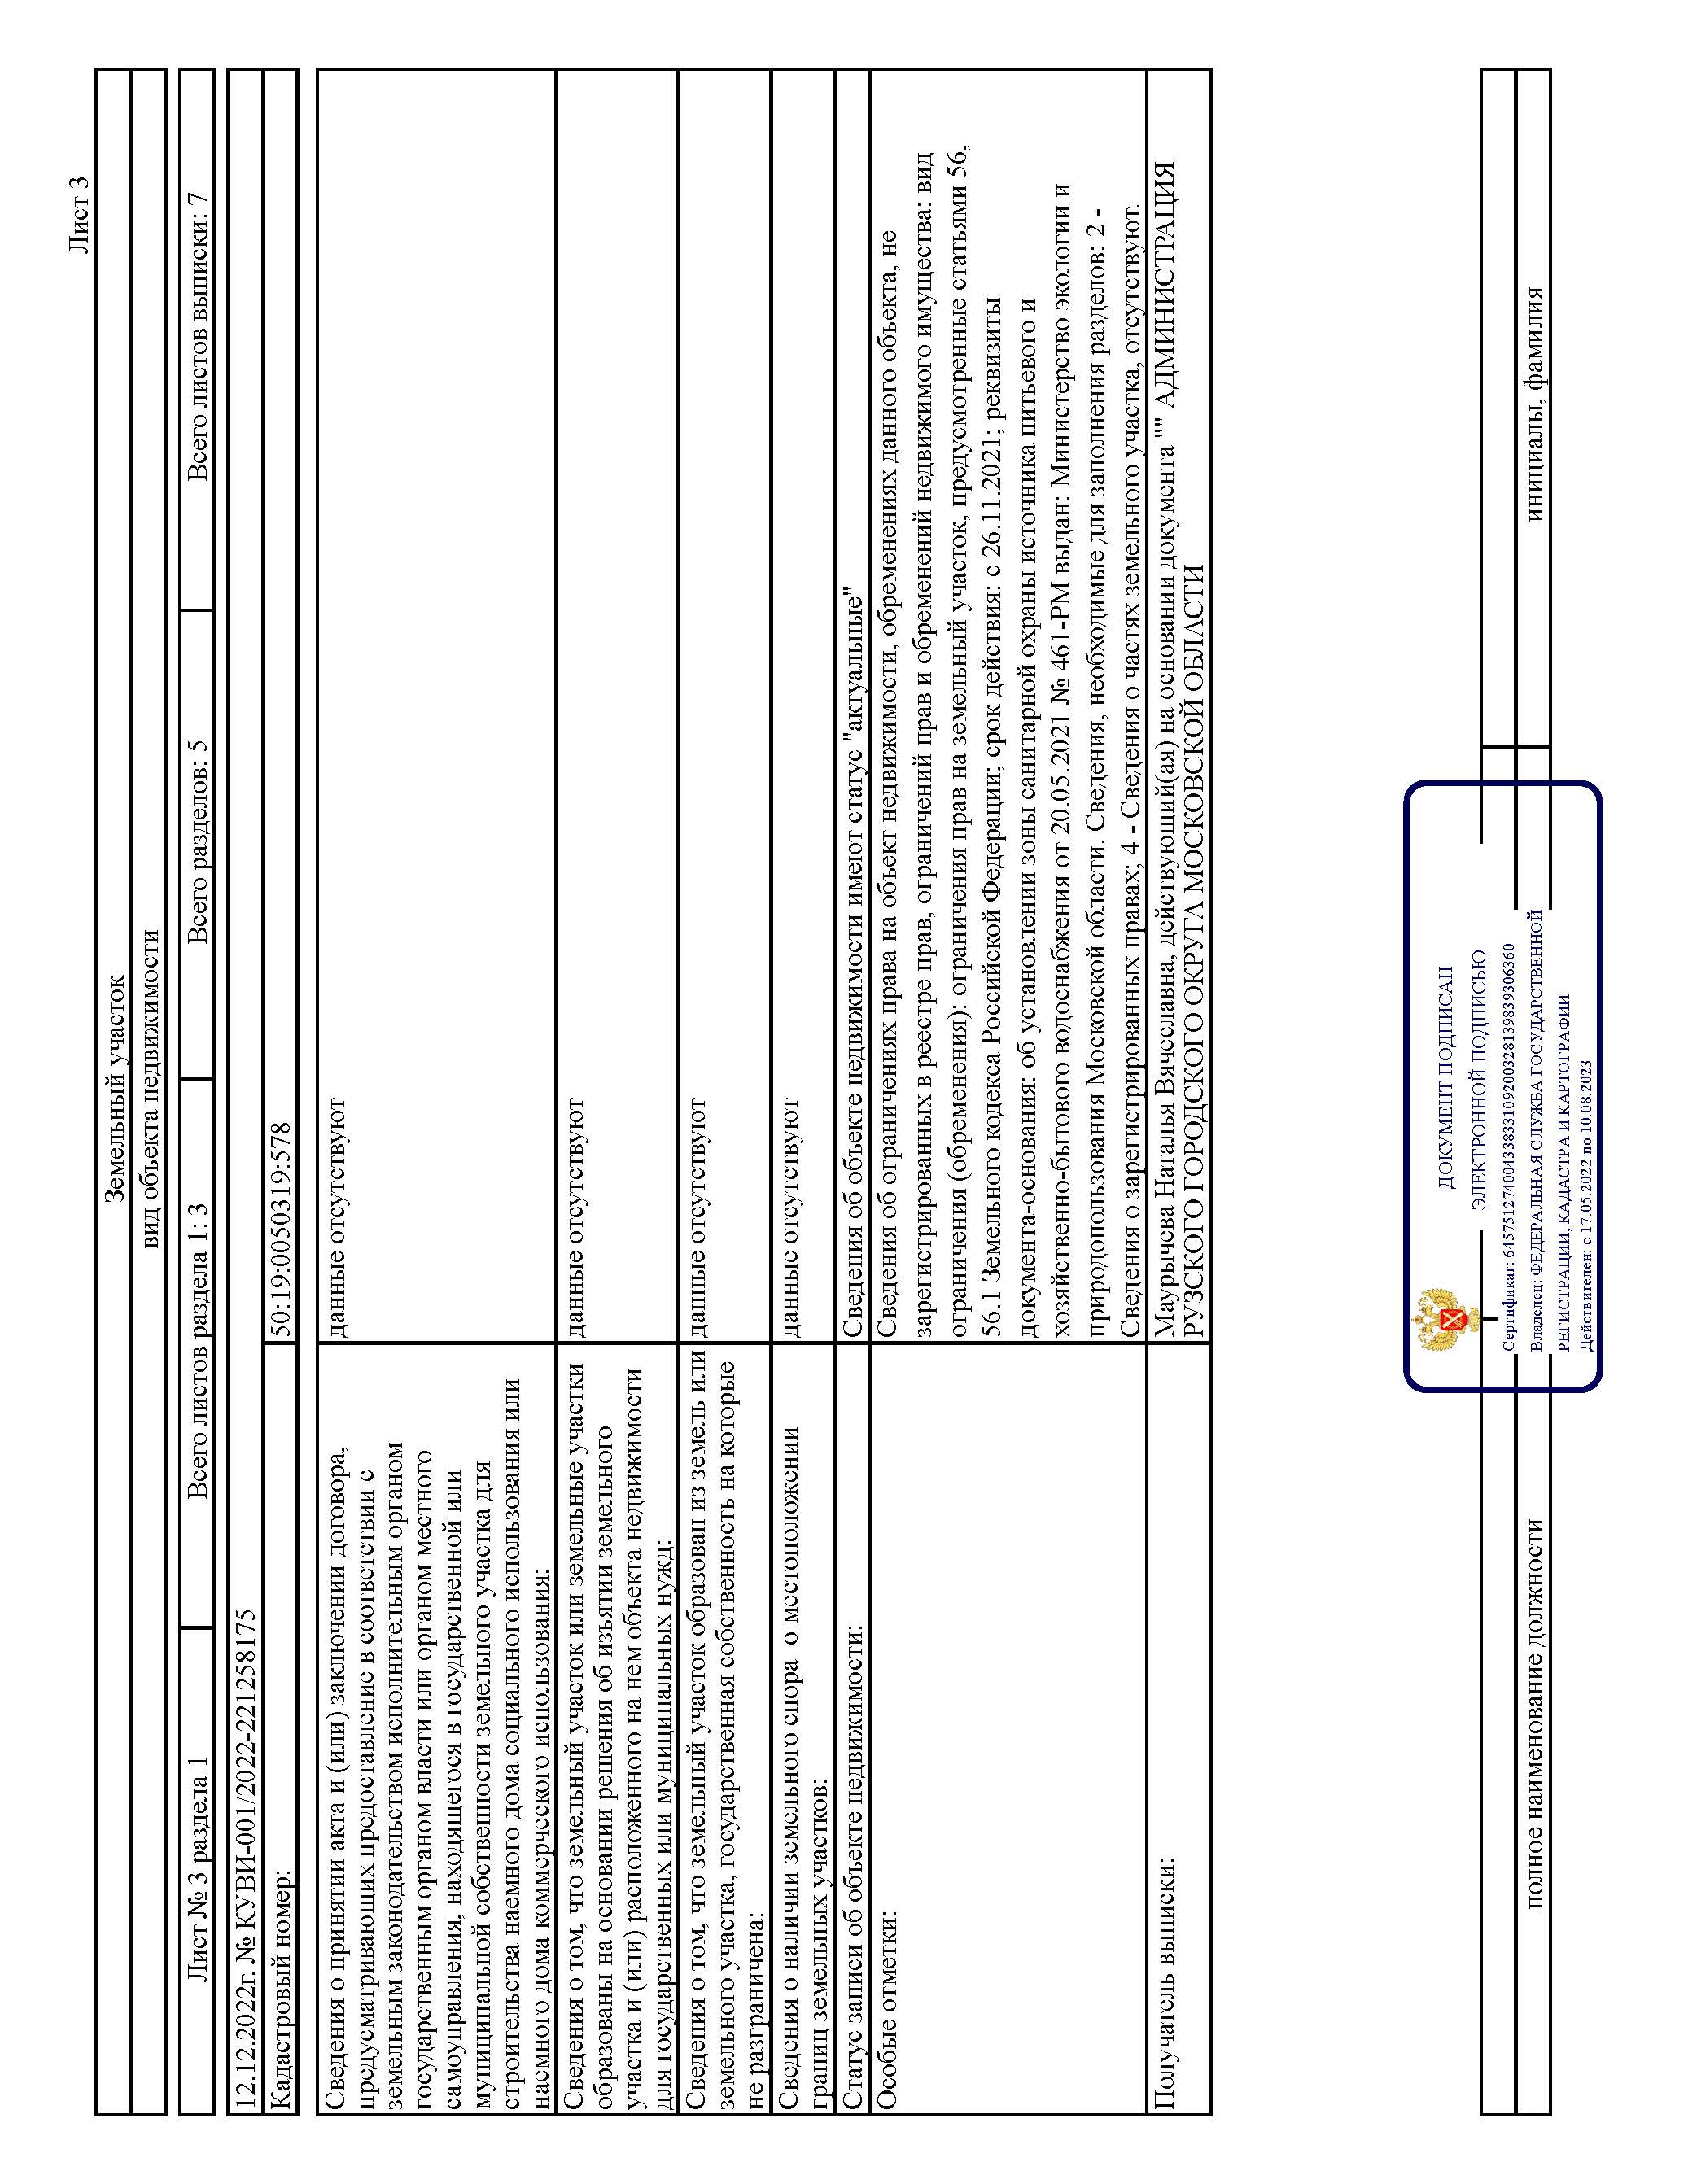 Лист 3
Земельный участок
вид объекта недвижимости
Лист № 3 раздела 1
Всего листов раздела 1: 3
Всего разделов: 5
Всего листов выписки: 7
12.12.2022г. № КУВИ-001/2022-221258175
Кадастровый номер:
50:19:0050319:578
Сведения о принятии акта и (или) заключении договора,
предусматривающих предоставление в соответствии с
земельным законодательством исполнительным органом
государственным органом власти или органом местного
самоуправления, находящегося в государственной или
муниципальной собственности земельного участка для
строительства наемного дома социального использования или
наемного дома коммерческого использования:
данные отсутствуют
Сведения о том, что земельный участок или земельные участки
образованы на основании решения об изъятии земельного
участка и (или) расположенного на нем объекта недвижимости
для государственных или муниципальных нужд:
данные отсутствуют
Сведения о том, что земельный участок образован из земель или
земельного участка, государственная собственность на которые
не разграничена:
данные отсутствуют
Сведения о наличии земельного спора о местоположении
границ земельных участков:
данные отсутствуют
Статус записи об объекте недвижимости:
Сведения об объекте недвижимости имеют статус "актуальные"
Особые отметки:
Сведения об ограничениях права на объект недвижимости, обременениях данного объекта, не
зарегистрированных в реестре прав, ограничений прав и обременений недвижимого имущества: вид
ограничения (обременения): ограничения прав на земельный участок, предусмотренные статьями 56,
56.1 Земельного кодекса Российской Федерации; срок действия: с 26.11.2021; реквизиты
документа-основания: об установлении зоны санитарной охраны источника питьевого и
хозяйственно-бытового водоснабжения от 20.05.2021 № 461-РМ выдан: Министерство экологии и
природопользования Московской области. Сведения, необходимые для заполнения разделов: 2 -
Сведения о зарегистрированных правах; 4 - Сведения о частях земельного участка, отсутствуют.
Получатель выписки:
Маурычева Наталья Вячеславна, действующий(ая) на основании документа "" АДМИНИСТРАЦИЯ
РУЗСКОГО ГОРОДСКОГО ОКРУГА МОСКОВСКОЙ ОБЛАСТИ
полное наименование должности
ДОКУМЕНТ ПОДПИСАН
ЭЛЕКТРОННОЙ ПОДПИСЬЮ
Сертификат: 64575127400433833109200328139839306360
Владелец: ФЕДЕРАЛЬНАЯ СЛУЖБА ГОСУДАРСТВЕННОЙ
РЕГИСТРАЦИИ, КАДАСТРА И КАРТОГРАФИИ
Действителен: с 17.05.2022 по 10.08.2023
инициалы, фамилия